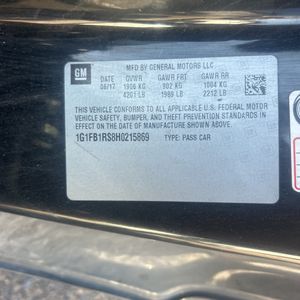 MFD BY GENERAL MOTORS LLC
GM
DATE GVWR GAWR FRT GAWR RR
06/17 1906 KG 902 KG 1004 KG
4201 LB 1989 LB 2212 LB
THIS VEHICLE CONFORMS TO ALL APPLICABLE U.S. FEDERAL MOTOR
VEHICLE SAFETY, BUMPER, AND THEFT PREVENTION STANDARDS IN
EFFECT ON THE DATE OF MANUFACTURE SHOWN ABOVE.
1G1FB1RS8H0215869 TYPE: PASS CAR